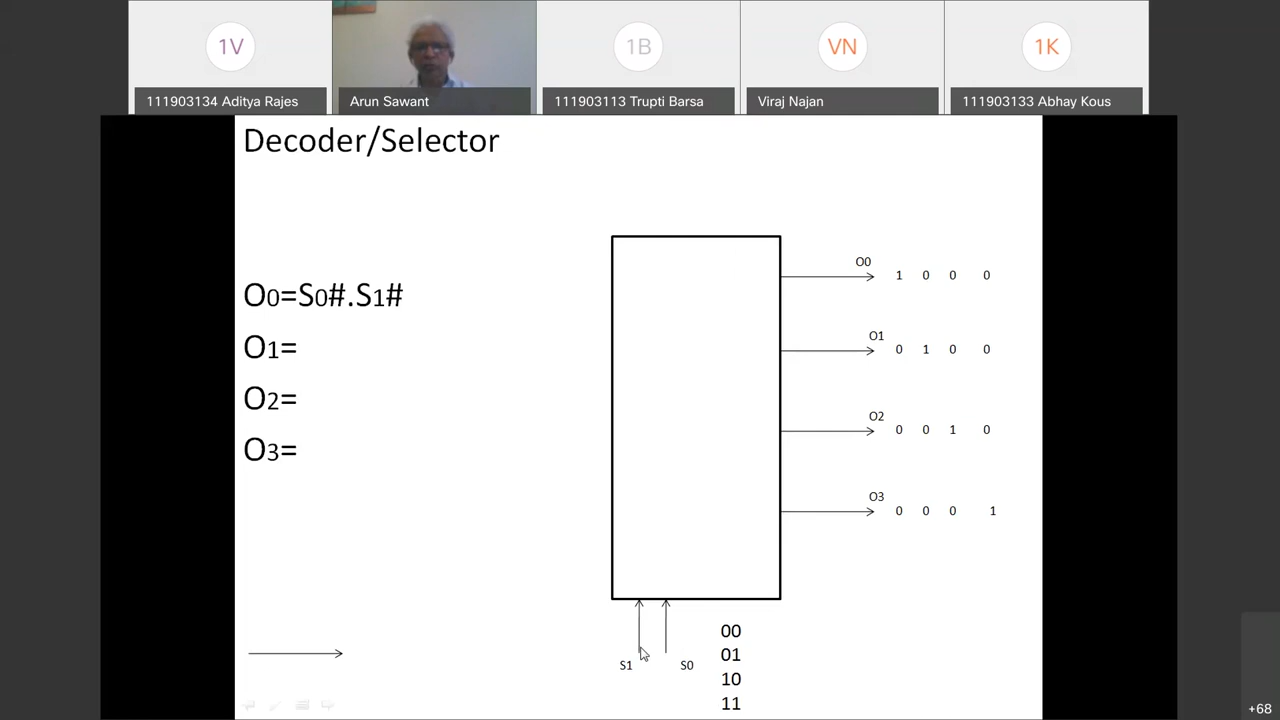 1V
1B
VN
1K
111903134 Aditya Rajes
Arun Sawant
111903113 Trupti Barsa
Viraj Najan
111903133 Abhay Kous
Decoder/Selector
O0=S0#.S1#
O1=
O2=
O3=
O0 1 0 0 0
O1 0 1 0 0
O2 0 0 1 0
O3 0 0 0 1
S1 S0
00
01
10
11
+68